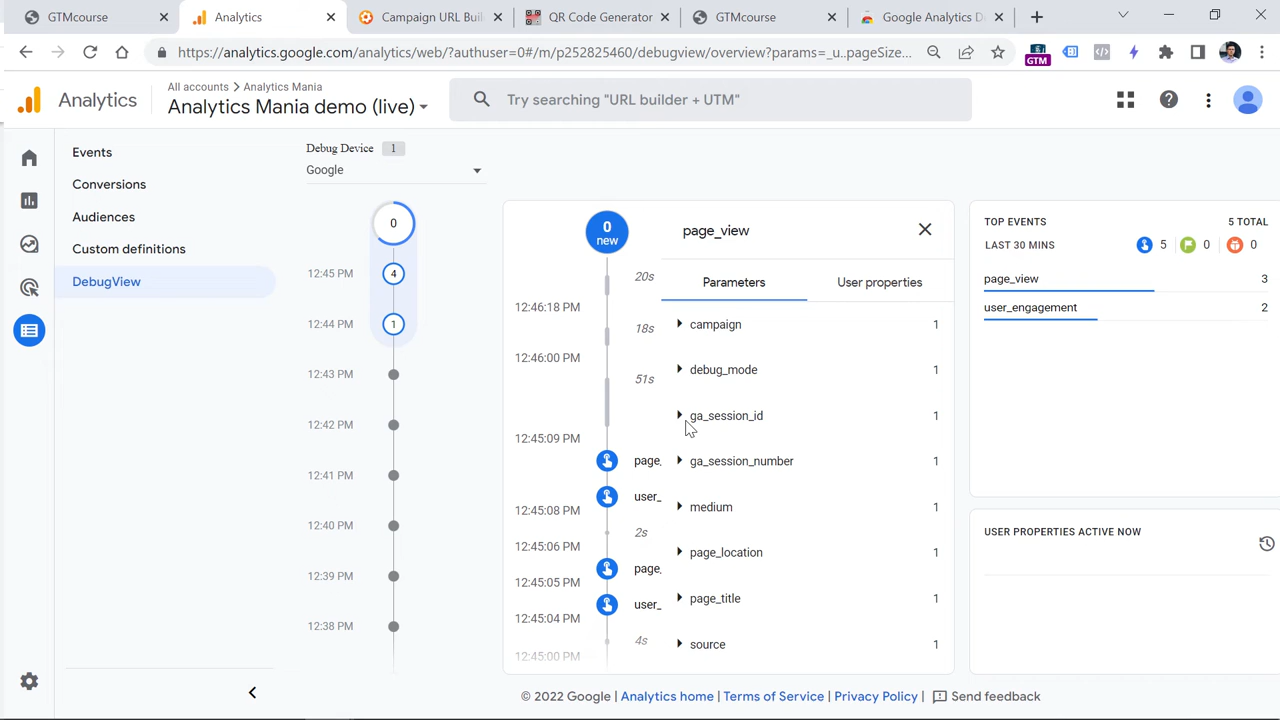 GTMcourse
Analytics
Campaign URL Buil
QR Code Generator
GTMcourse
Google Analytics D
https://analytics.google.com/analytics/web/?authuser=0#/m/p252825460/debugview/overview?params=_u.pageSize...
GTM
Analytics
All accounts > Analytics Mania
Analytics Mania demo (live)
Try searching "URL builder + UTM"
Events
Conversions
Audiences
Custom definitions
DebugView
Debug Device 1
Google
0
12:45 PM 4
12:44 PM 1
12:43 PM
12:42 PM
12:41 PM
12:40 PM
12:39 PM
12:38 PM
0
new
20s
12:46:18 PM
18s
12:46:00 PM
51s
12:45:09 PM
page_
user_
12:45:08 PM
2s
12:45:06 PM
page_
12:45:05 PM
user_
12:45:04 PM
4s
12:45:00 PM
page_view
Parameters User properties
campaign 1
debug_mode 1
ga_session_id 1
ga_session_number 1
medium 1
page_location 1
page_title 1
source 1
TOP EVENTS 5 TOTAL
LAST 30 MINS 5 0 0
page_view 3
user_engagement 2
USER PROPERTIES ACTIVE NOW
© 2022 Google | Analytics home | Terms of Service | Privacy Policy | Send feedback